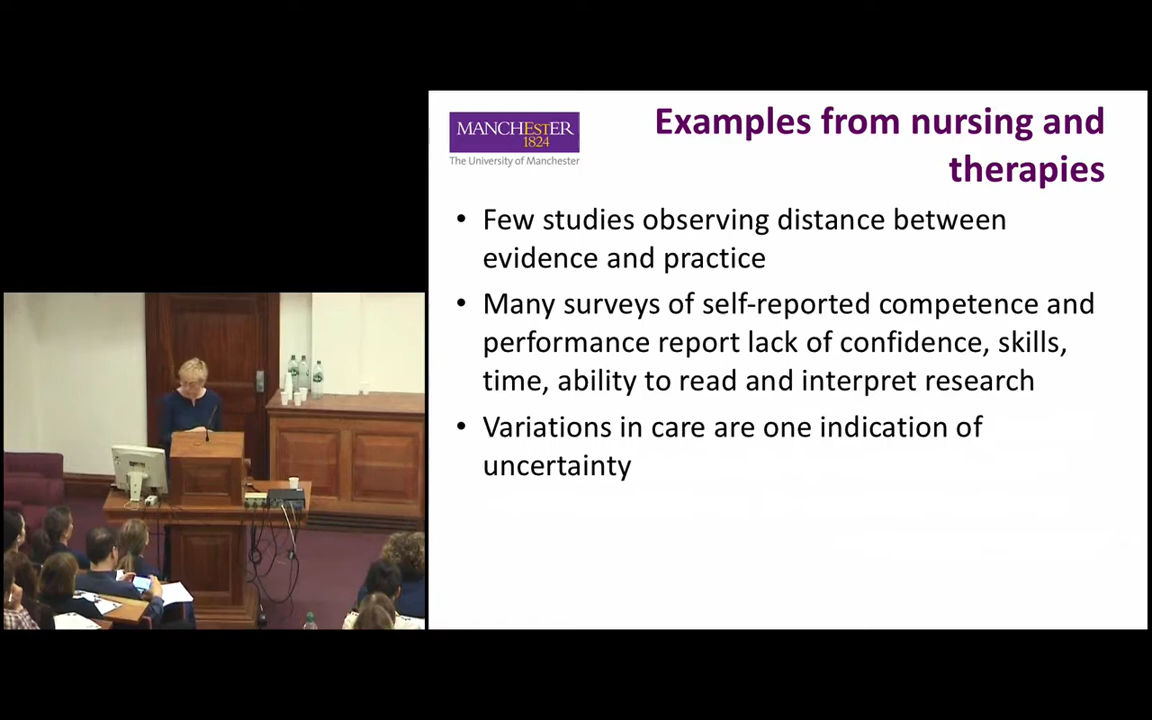 MANCHESTER
1824
The University of Manchester
Examples from nursing and
therapies
• Few studies observing distance between
evidence and practice
• Many surveys of self-reported competence and
performance report lack of confidence, skills,
time, ability to read and interpret research
• Variations in care are one indication of
uncertainty